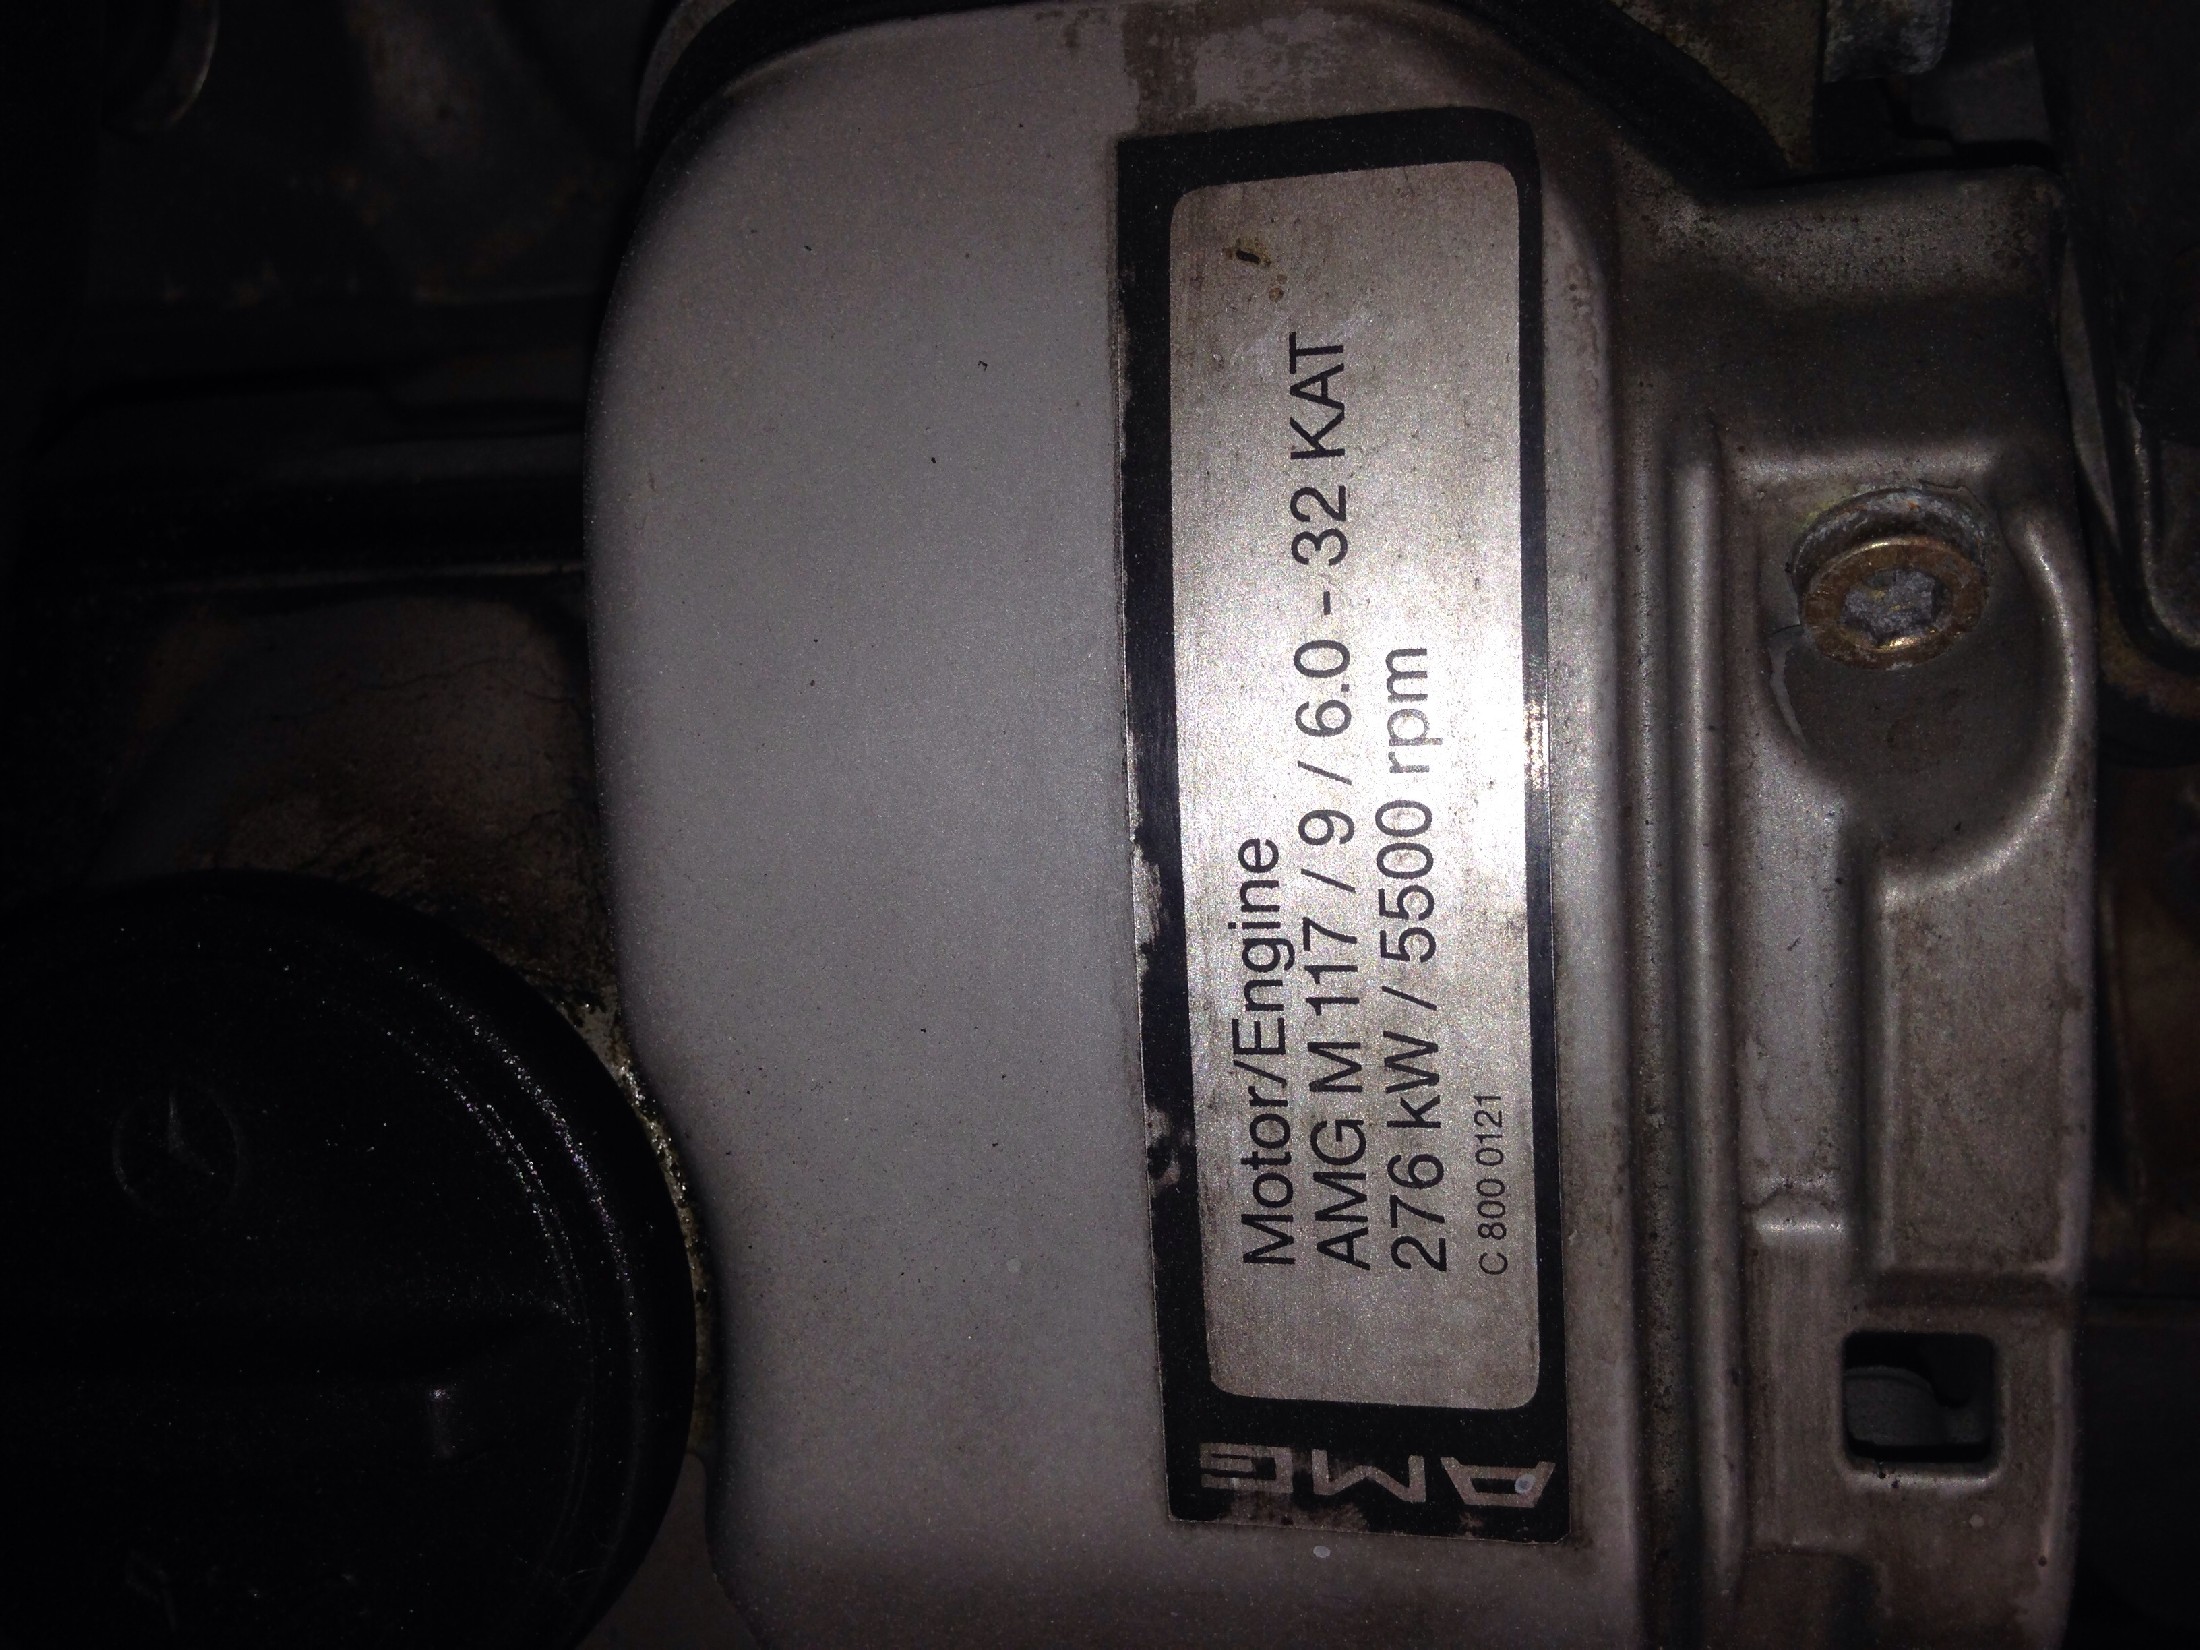 Motor/Engine
AMG M 117 / 9 / 6.0 - 32 KAT
276 kW / 5500 rpm
C 800 0121
AMG